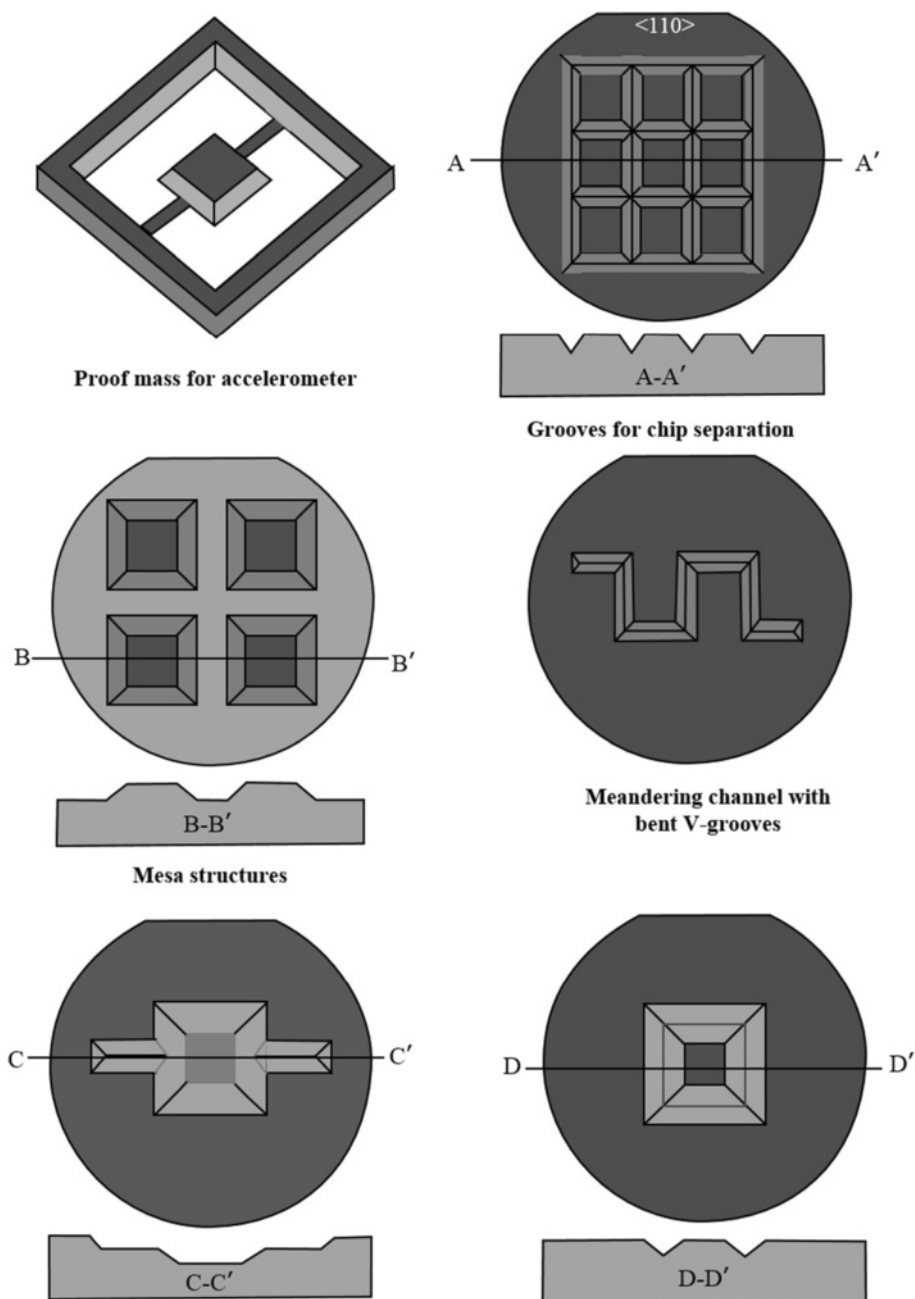 <110>
A
A′
Proof mass for accelerometer
A-A′
Grooves for chip separation
B
B′
B-B′
Meandering channel with
bent V-grooves
Mesa structures
C
C′
D
D′
C-C′
D-D′